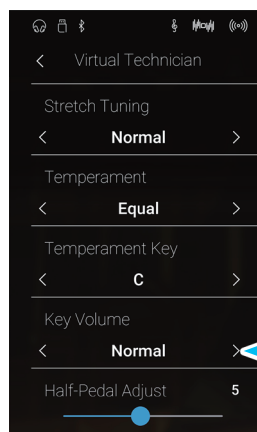 Virtual Technician
Stretch Tuning
Normal
Temperament
Equal
Temperament Key
C
Key Volume
Normal
Half-Pedal Adjust 5